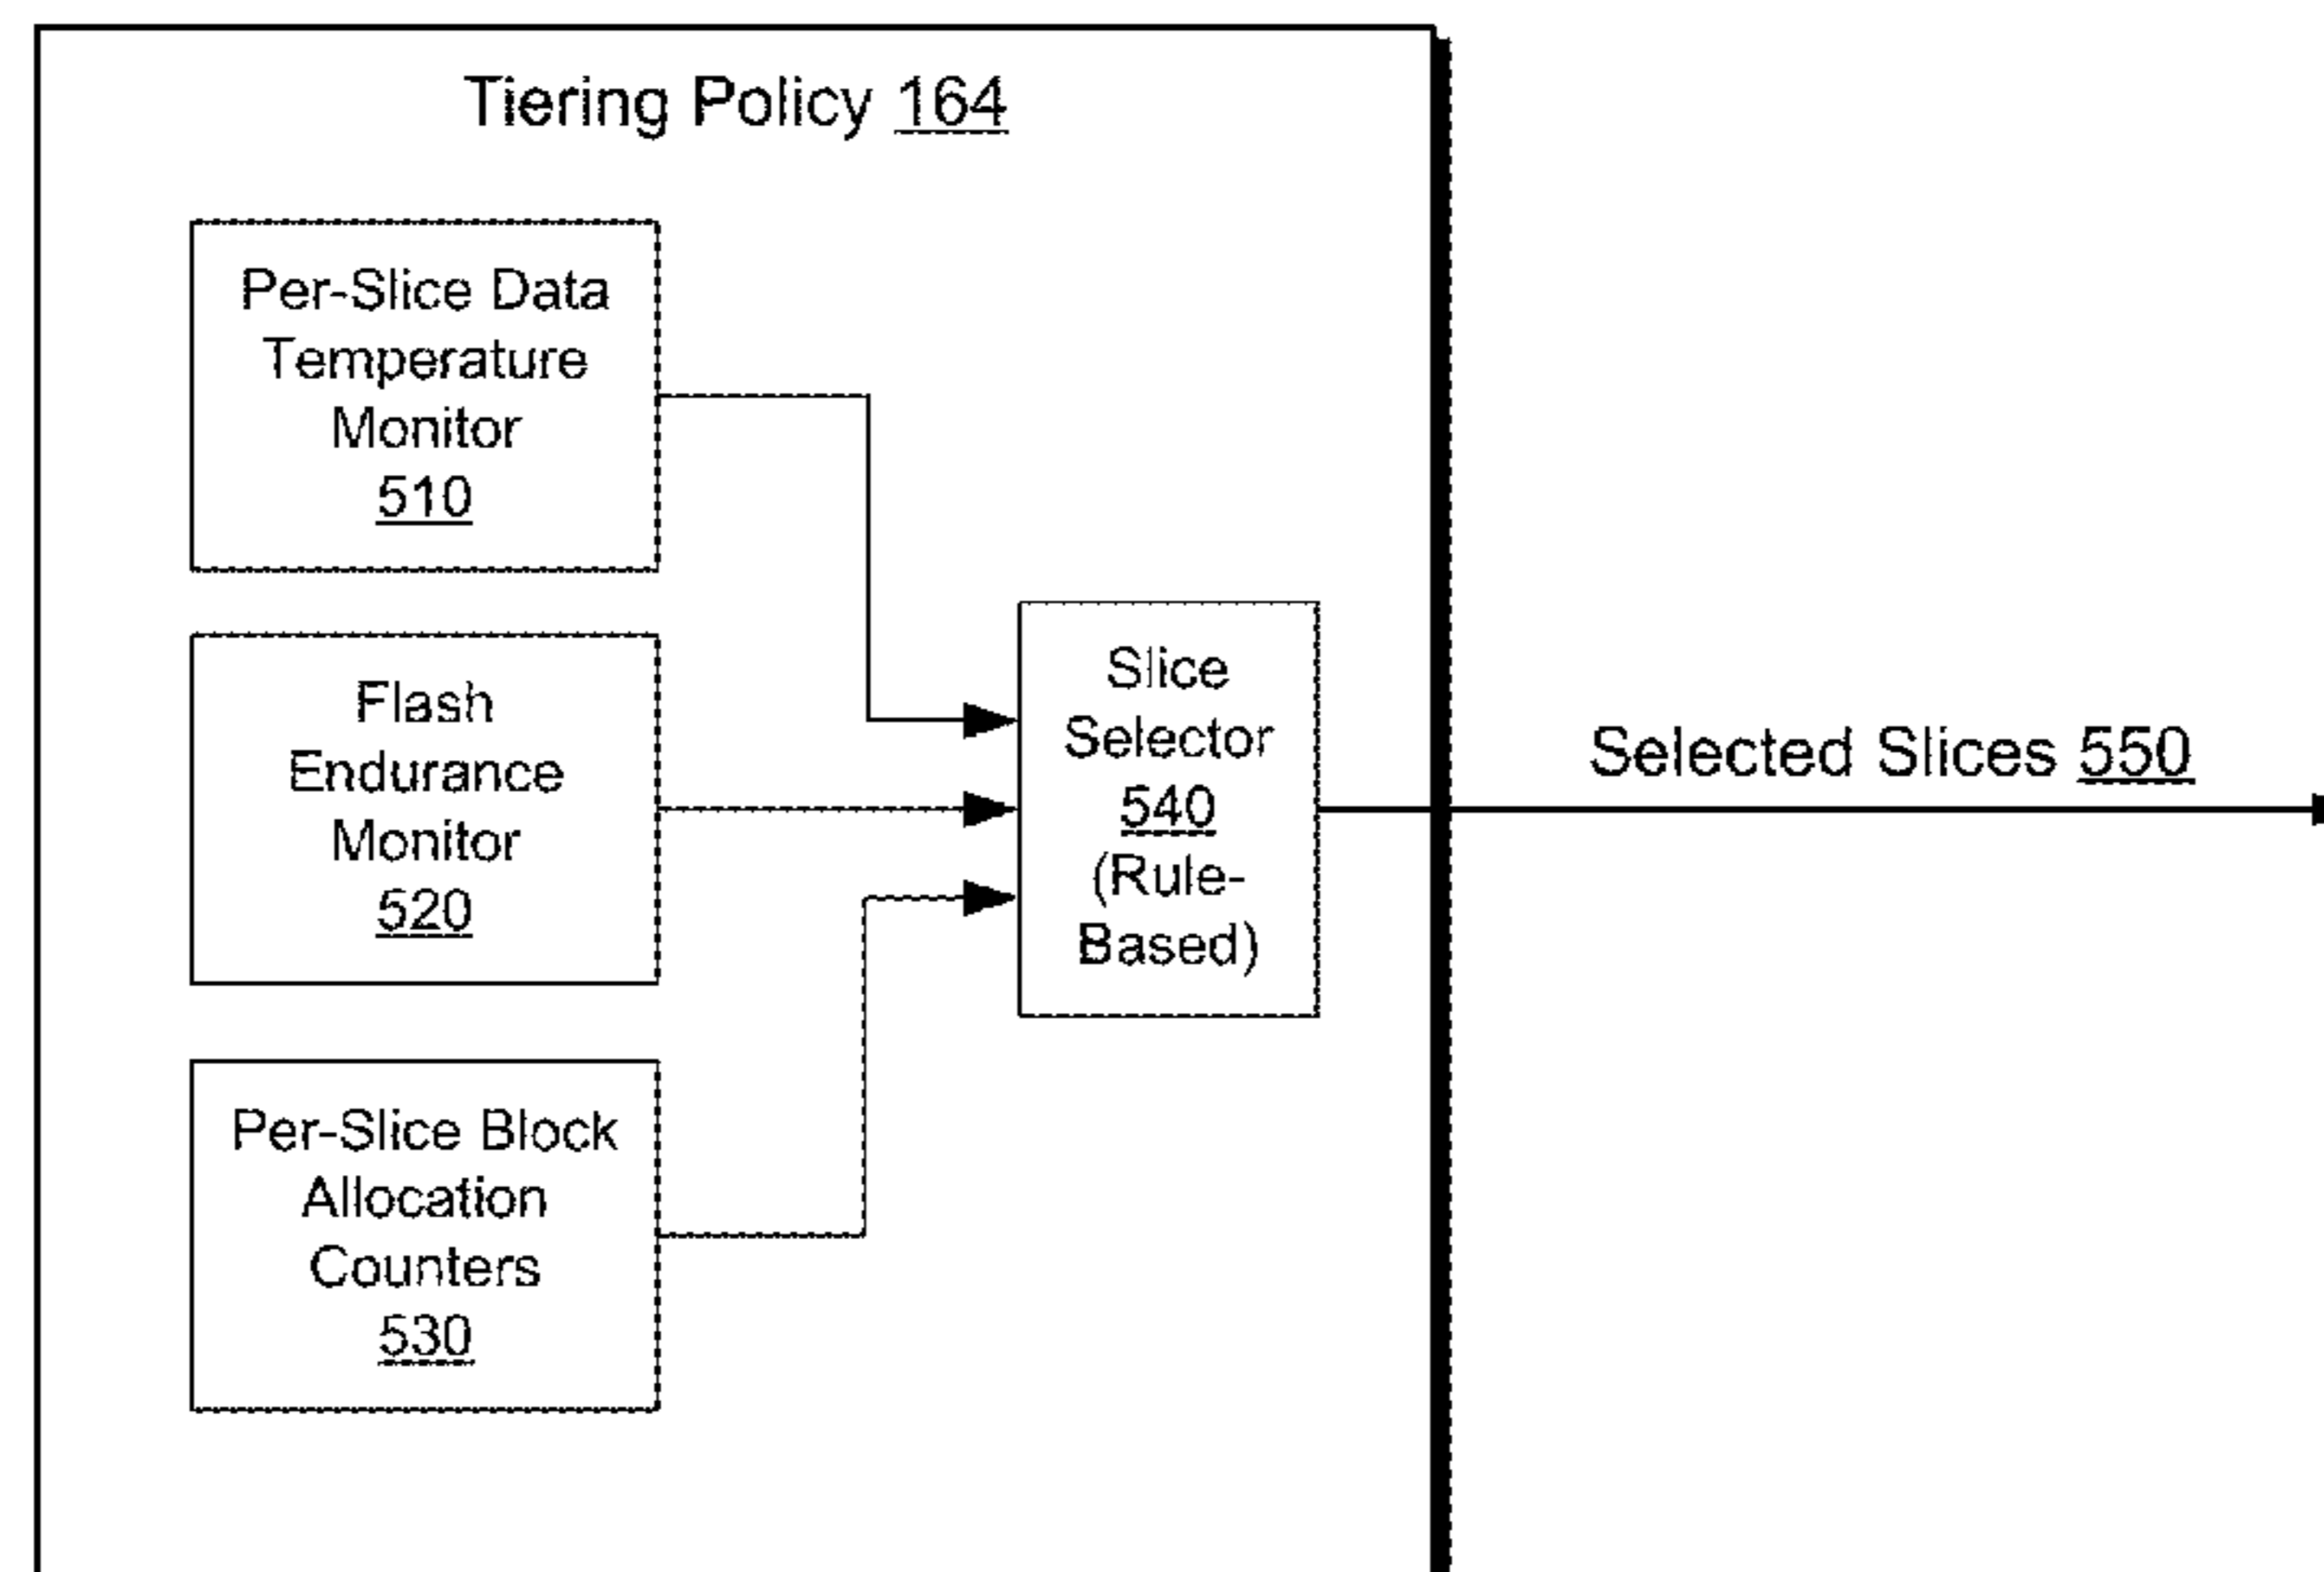 Tiering Policy 164
Per-Slice Data
Temperature
Monitor
510
Flash
Endurance
Monitor
520
Per-Slice Block
Allocation
Counters
530
Slice
Selector
540
(Rule-
Based)
Selected Slices 550